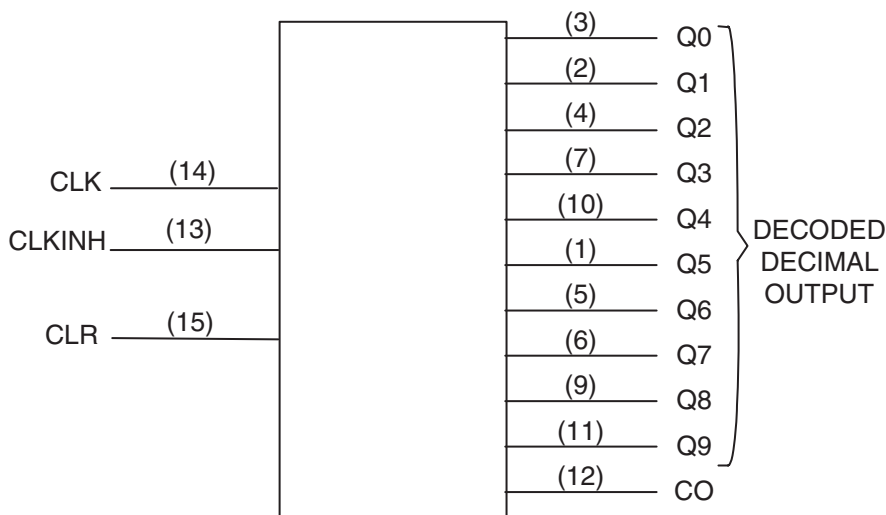 (3) Q0
(2) Q1
(4) Q2
(7) Q3
CLK (14)
(10) Q4
CLKINH (13)
(1) Q5
DECODED
DECIMAL
OUTPUT
(5) Q6
CLR (15)
(6) Q7
(9) Q8
(11) Q9
(12) CO